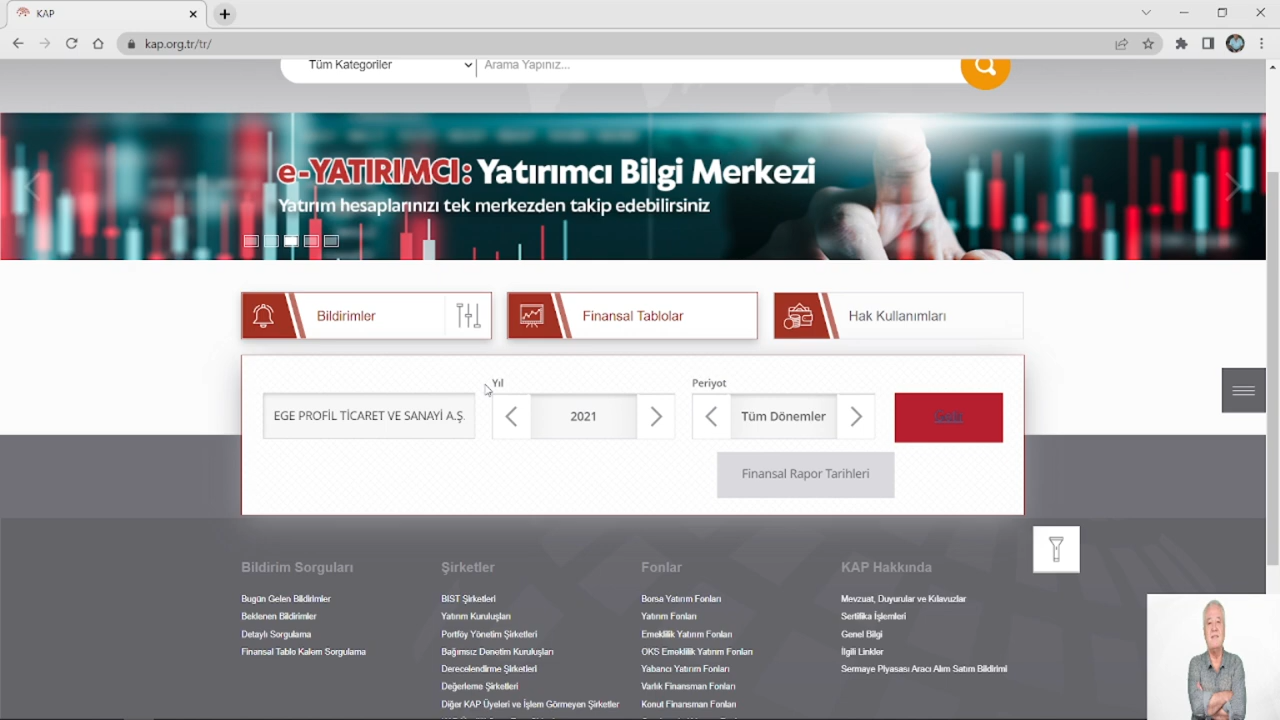 KAP
kap.org.tr/tr/
Tüm Kategoriler
Arama Yapınız...
e-YATIRIMCI: Yatırımcı Bilgi Merkezi
Yatırım hesaplarınızı tek merkezden takip edebilirsiniz
Bildirimler
Finansal Tablolar
Hak Kullanımları
Yıl
Periyot
EGE PROFİL TİCARET VE SANAYİ A.Ş.
2021
Tüm Dönemler
Finansal Rapor Tarihleri
Bildirim Sorguları
Bugün Gelen Bildirimler
Beklenen Bildirimler
Detaylı Sorgulama
Finansal Tablo Kalem Sorgulama
Şirketler
BIST Şirketleri
Yatırım Kuruluşları
Portföy Yönetim Şirketleri
Bağımsız Denetim Kuruluşları
Derecelendirme Şirketleri
Değerleme Şirketleri
Diğer KAP Üyeleri ve İşlem Görmeyen Şirketler
Fonlar
Borsa Yatırım Fonları
Yatırım Fonları
Emeklilik Yatırım Fonları
OKS Emeklilik Yatırım Fonları
Yabancı Yatırım Fonları
Varlık Finansman Fonları
Konut Finansman Fonları
KAP Hakkında
Mevzuat, Duyurular ve Kılavuzlar
Sertifika İşlemleri
Genel Bilgi
İlgili Linkler
Sermaye Piyasası Aracı Alım Satım Bildirimi